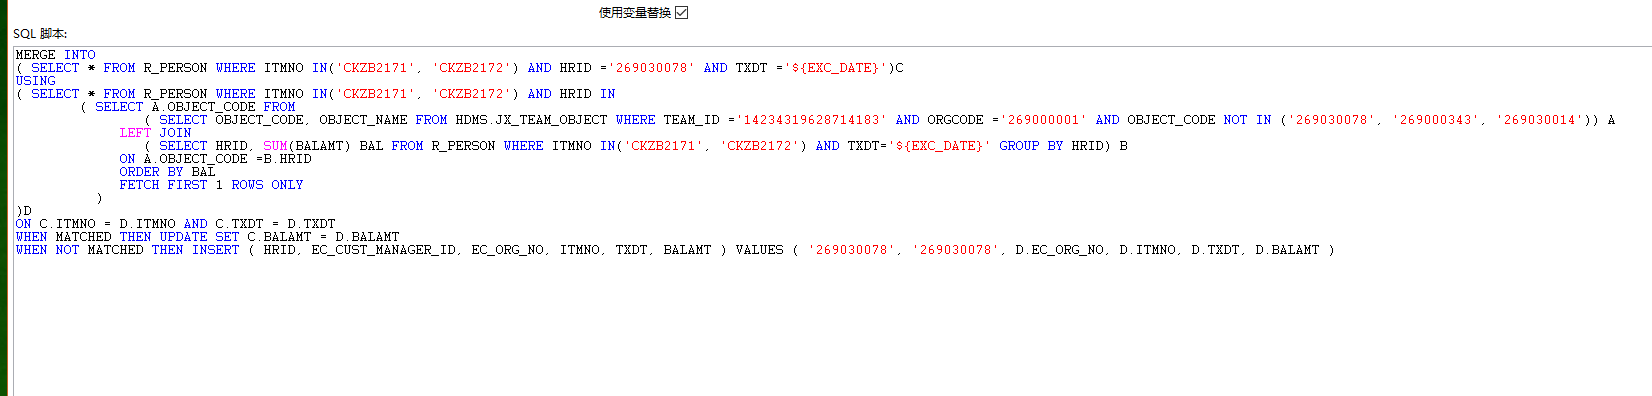 使用变量替换
SQL 脚本:
MERGE INTO
( SELECT * FROM R_PERSON WHERE ITMNO IN('CKZB2171', 'CKZB2172') AND HRID ='269030078' AND TXDT ='${EXC_DATE}')C
USING
( SELECT * FROM R_PERSON WHERE ITMNO IN('CKZB2171', 'CKZB2172') AND HRID IN
( SELECT A.OBJECT_CODE FROM
( SELECT OBJECT_CODE, OBJECT_NAME FROM HDMS.JX_TEAM_OBJECT WHERE TEAM_ID ='14234319628714183' AND ORGCODE ='269000001' AND OBJECT_CODE NOT IN ('269030078', '269000343', '269030014')) A
LEFT JOIN
( SELECT HRID, SUM(BALAMT) BAL FROM R_PERSON WHERE ITMNO IN('CKZB2171', 'CKZB2172') AND TXDT='${EXC_DATE}' GROUP BY HRID) B
ON A.OBJECT_CODE =B.HRID
ORDER BY BAL
FETCH FIRST 1 ROWS ONLY
)
)D
ON C.ITMNO = D.ITMNO AND C.TXDT = D.TXDT
WHEN MATCHED THEN UPDATE SET C.BALAMT = D.BALAMT
WHEN NOT MATCHED THEN INSERT ( HRID, EC_CUST_MANAGER_ID, EC_ORG_NO, ITMNO, TXDT, BALAMT ) VALUES ( '269030078', '269030078', D.EC_ORG_NO, D.ITMNO, D.TXDT, D.BALAMT )